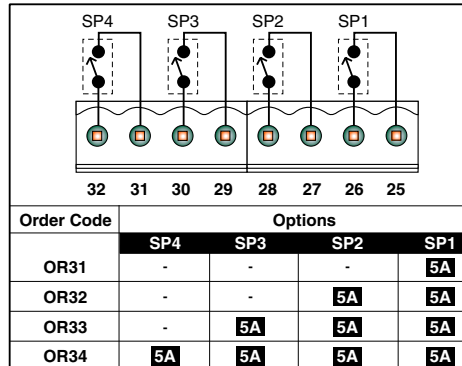 SP4 SP3 SP2 SP1
32 31 30 29 28 27 26 25
Order Code Options
SP4 SP3 SP2 SP1
OR31 - - - 5A
OR32 - - 5A 5A
OR33 - 5A 5A 5A
OR34 5A 5A 5A 5A